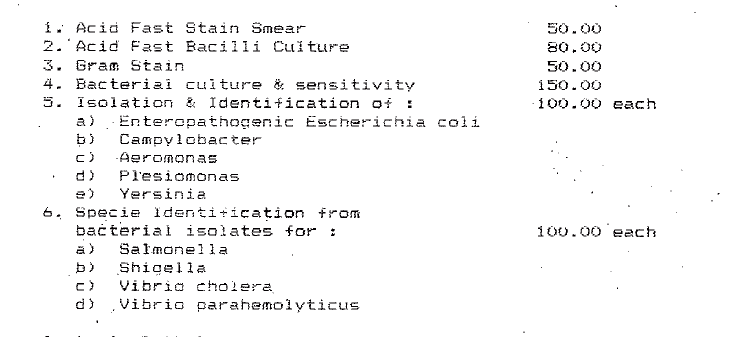 1. Acid Fast Stain Smear 50.00
2. Acid Fast Bacilli Culture 80.00
3. Gram Stain 50.00
4. Bacterial culture & sensitivity 150.00
5. Isolation & Identification of : 100.00 each
a) Enteropathogenic Escherichia coli
b) Campylobacter
c) Aeromonas
d) Plesiomonas
e) Yersinia
6. Specie Identification from
bacterial isolates for : 100.00 each
a) Salmonella
b) Shigella
c) Vibrio cholera
d) Vibrio parahemolyticus